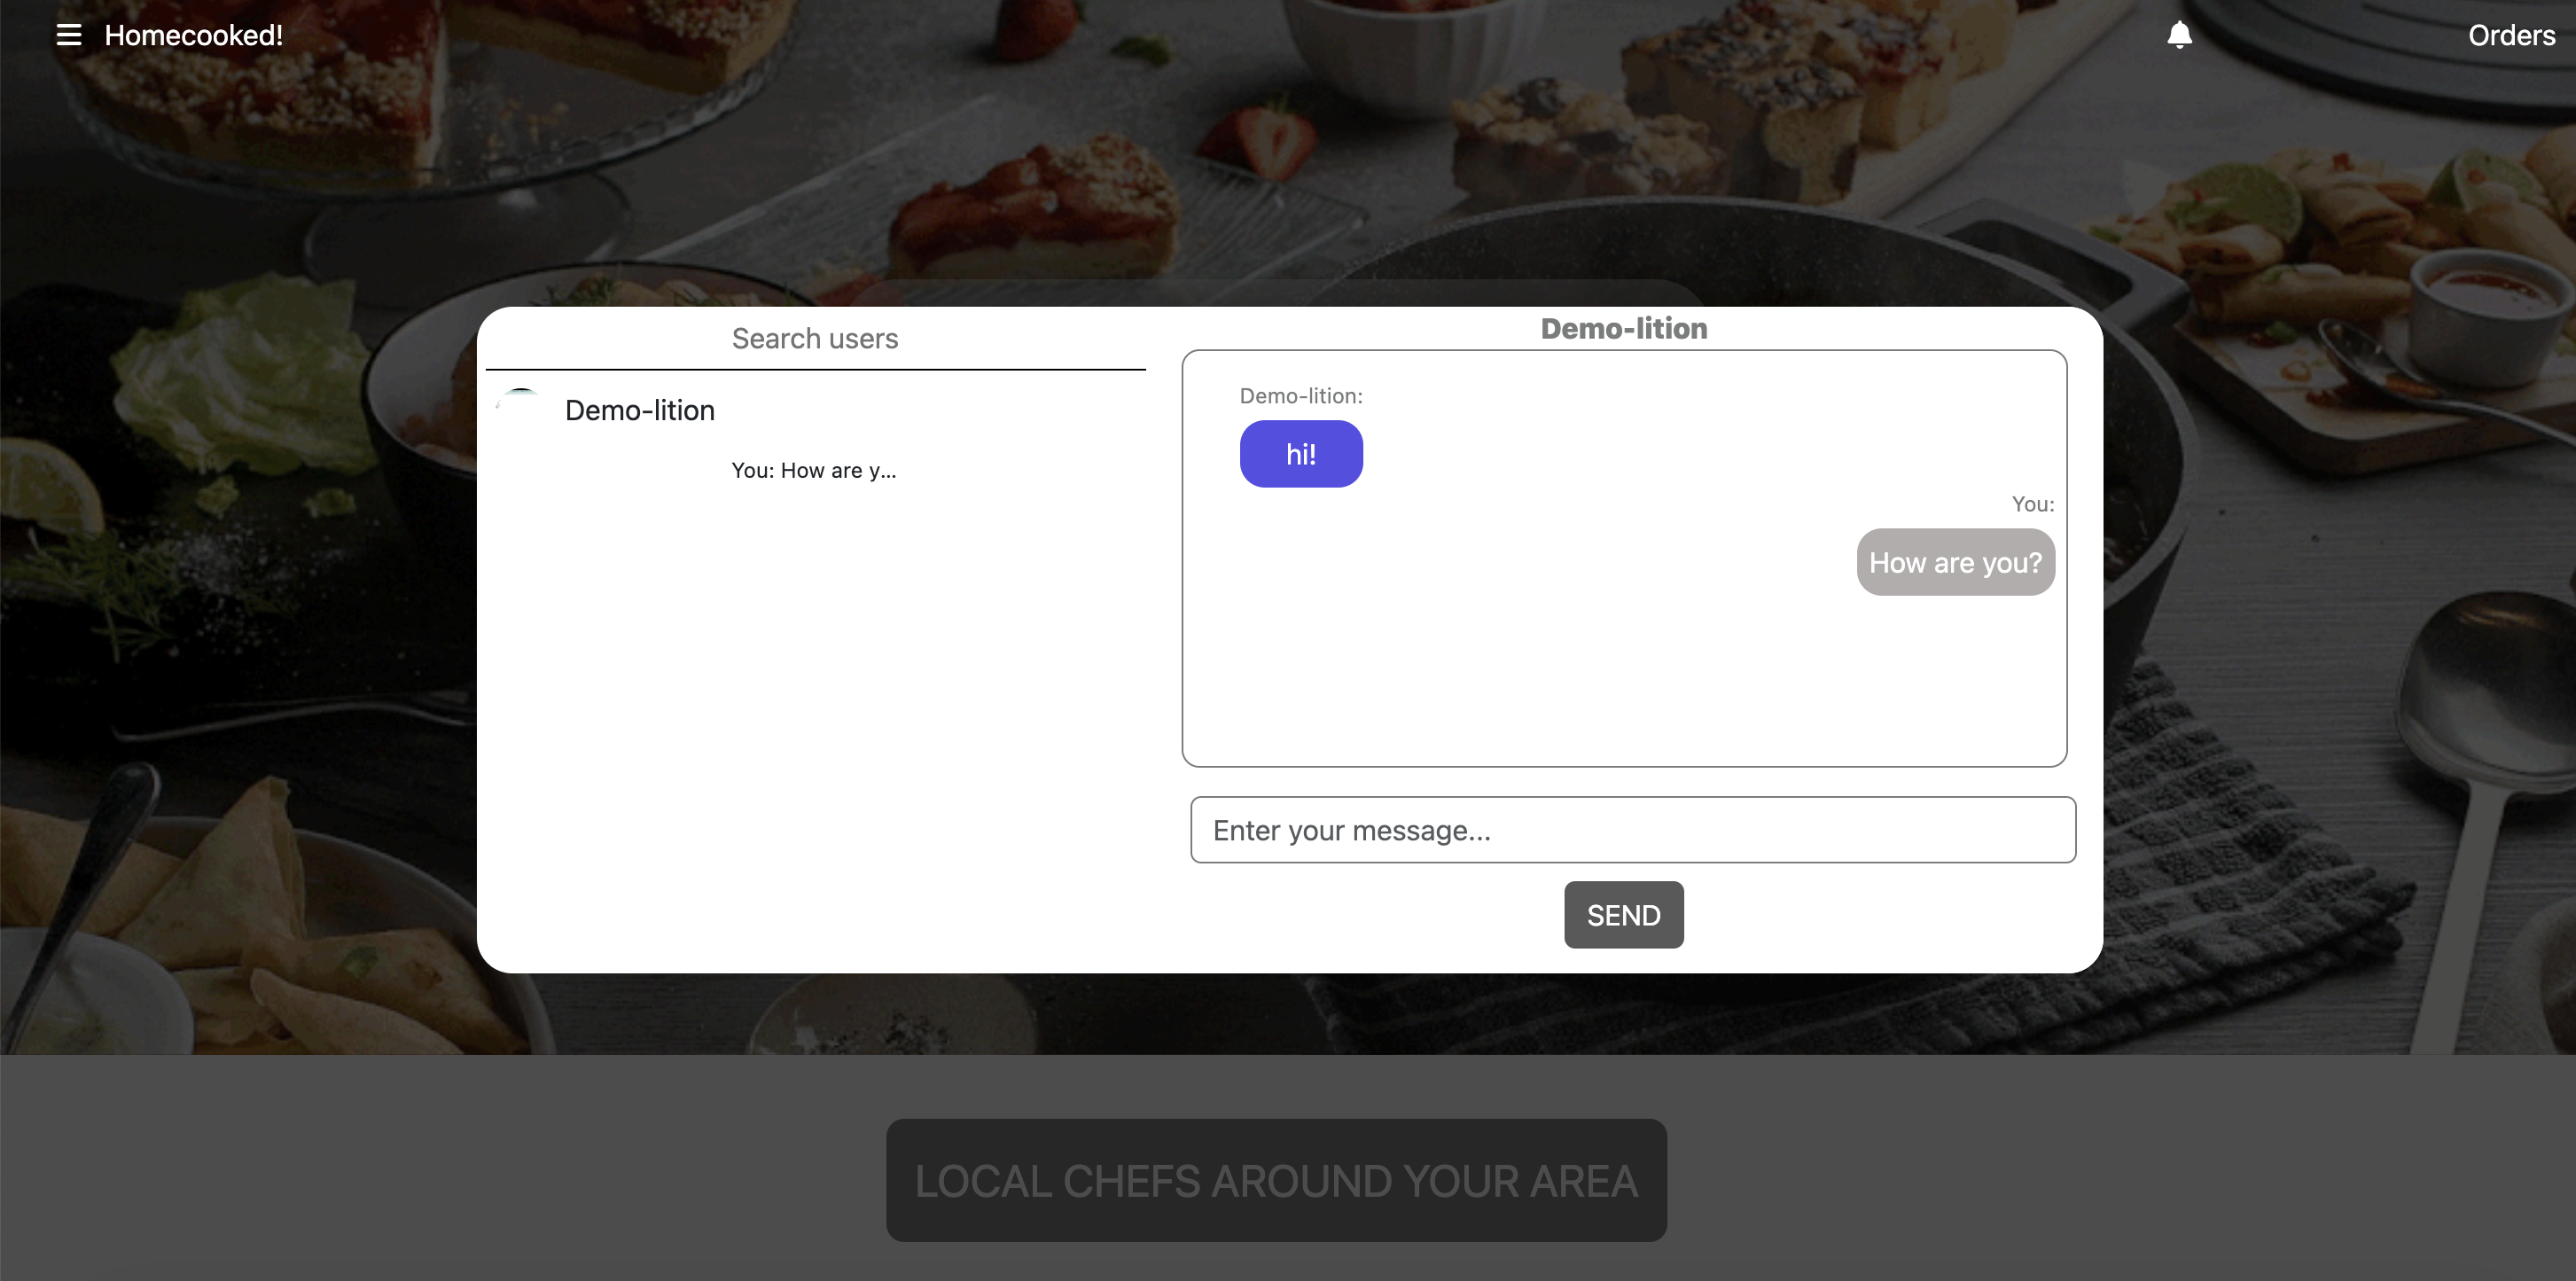 Homecooked!
Orders
Search users
Demo-lition
You: How are y...
Demo-lition
Demo-lition:
hi!
You:
How are you?
Enter your message...
SEND
LOCAL CHEFS AROUND YOUR AREA